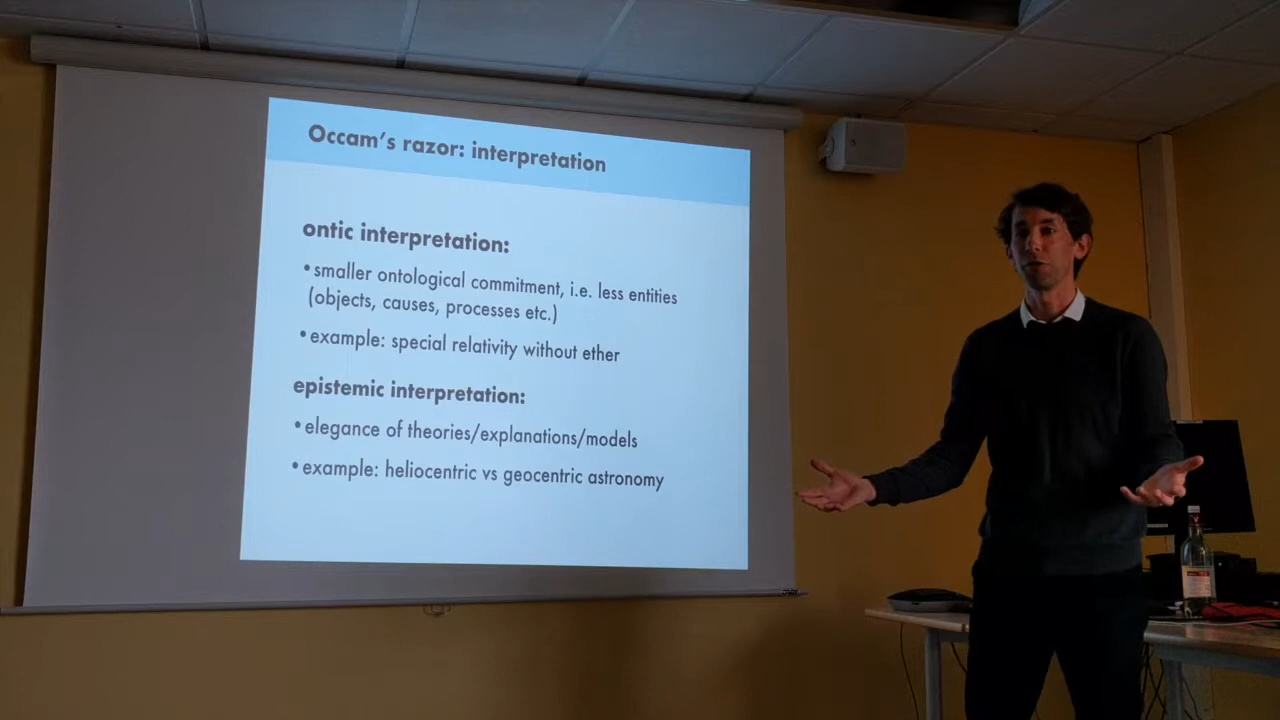 Occam's razor: interpretation
ontic interpretation:
•smaller ontological commitment, i.e. less entities
(objects, causes, processes etc.)
•example: special relativity without ether
epistemic interpretation:
•elegance of theories/explanations/models
•example: heliocentric vs geocentric astronomy